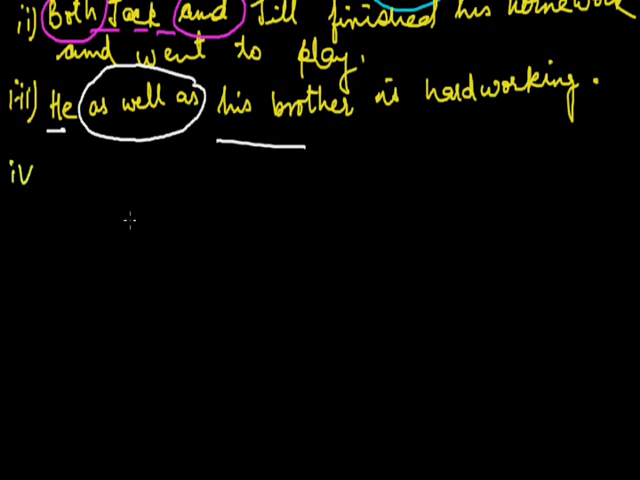 ii) Both Jack and Jill finished his homework
and went to play.
iii) He as well as his brother is hardworking.
iv